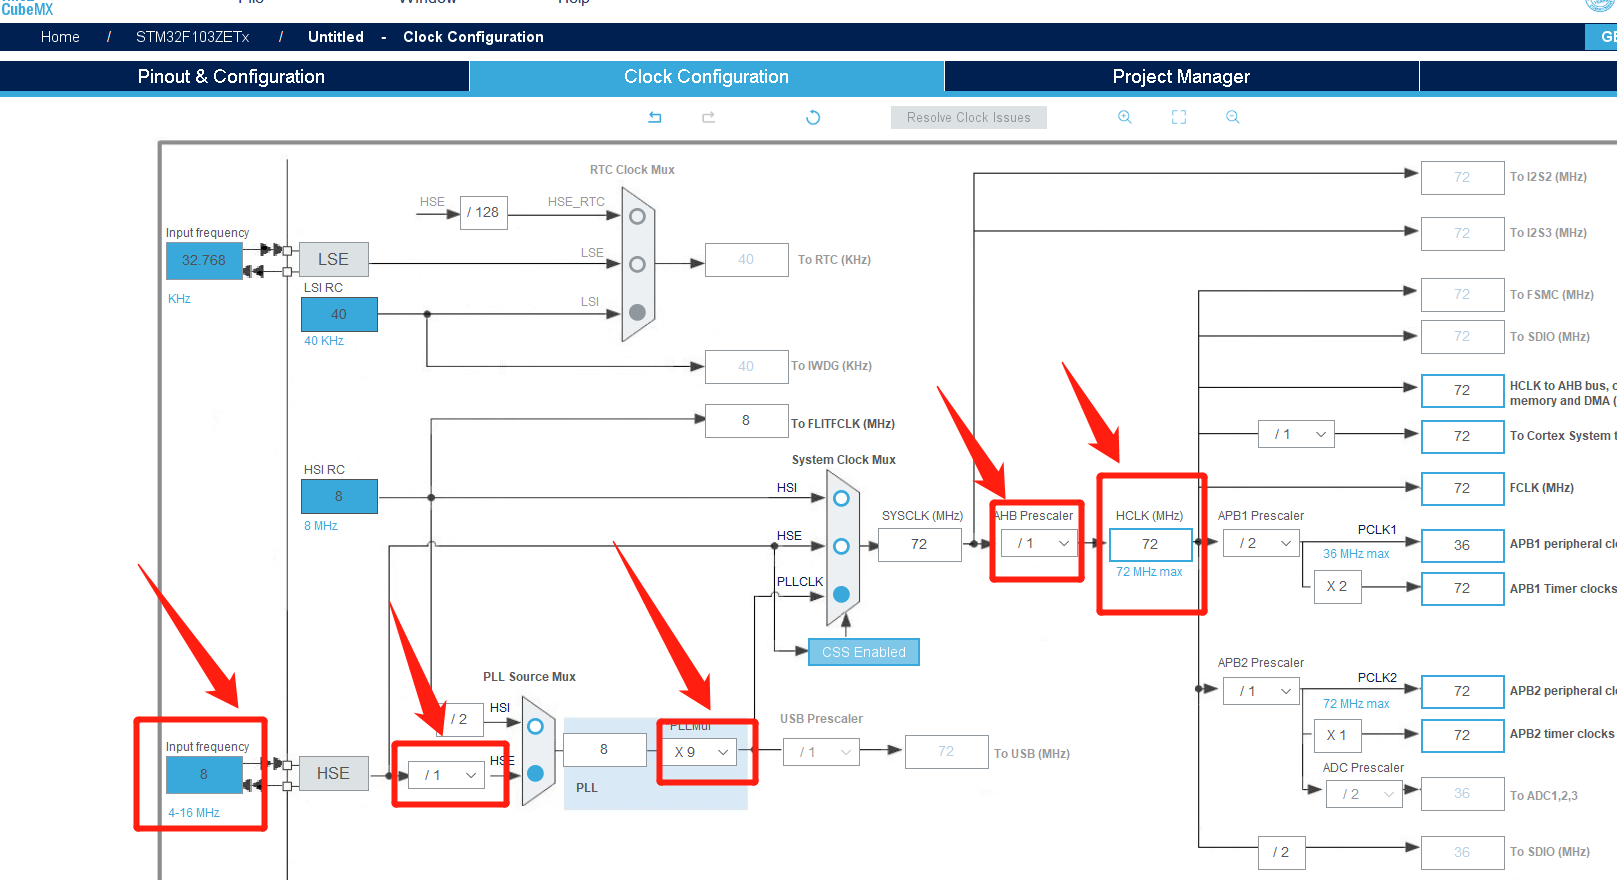 CubeMX
File
Window
Help
Home / STM32F103ZETx / Untitled - Clock Configuration
GE
Pinout & Configuration
Clock Configuration
Project Manager
Resolve Clock Issues
RTC Clock Mux
HSE
/ 128
HSE_RTC
72
To I2S2 (MHz)
Input frequency
32.768
KHz
LSE
LSE
40
To RTC (KHz)
72
To I2S3 (MHz)
LSI RC
40
40 KHz
LSI
72
To FSMC (MHz)
72
To SDIO (MHz)
40
To IWDG (KHz)
72
HCLK to AHB bus, c
memory and DMA (
8
To FLITFCLK (MHz)
/ 1
72
To Cortex System t
System Clock Mux
HSI RC
8
8 MHz
HSI
72
FCLK (MHz)
SYSCLK (MHz)
72
AHB Prescaler
/ 1
HCLK (MHz)
72
72 MHz max
APB1 Prescaler
/ 2
PCLK1
36 MHz max
36
APB1 peripheral clo
HSE
PLLCLK
X 2
72
APB1 Timer clocks
CSS Enabled
PLL Source Mux
APB2 Prescaler
/ 1
PCLK2
72 MHz max
72
APB2 peripheral clo
/ 2
HSI
PLLMul
X 9
USB Prescaler
/ 1
72
To USB (MHz)
X 1
72
APB2 timer clocks
Input frequency
8
4-16 MHz
HSE
/ 1
HSE
8
PLL
ADC Prescaler
/ 2
36
To ADC1,2,3
/ 2
36
To SDIO (MHz)